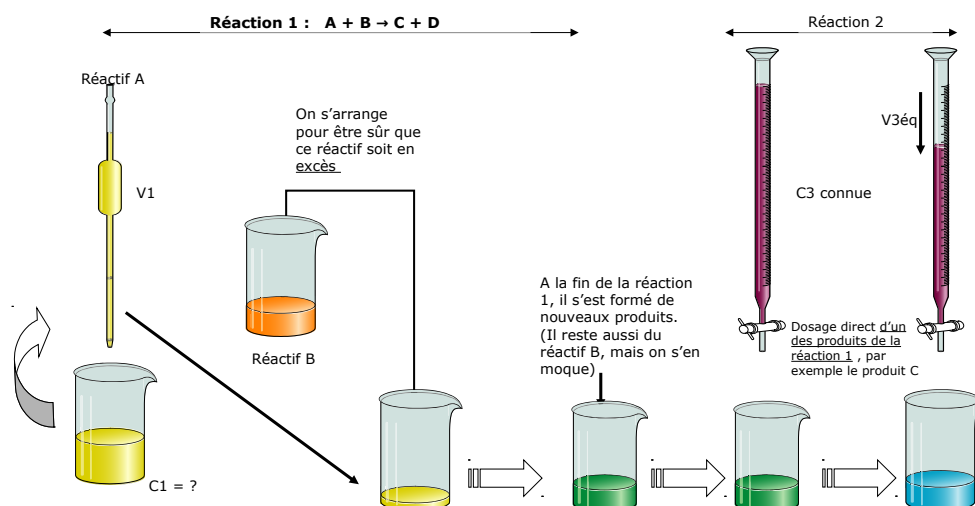 Réaction 1 :   A + B → C + D
Réaction 2
Réactif A
V1
On s’arrange
pour être sûr que
ce réactif soit en
excès
Réactif B
C1 = ?
A la fin de la réaction
1, il s’est formé de
nouveaux produits.
(Il reste aussi du
réactif B, mais on s’en
moque)
V3éq
C3 connue
Dosage direct d’un
des produits de la
réaction 1 , par
exemple le produit C